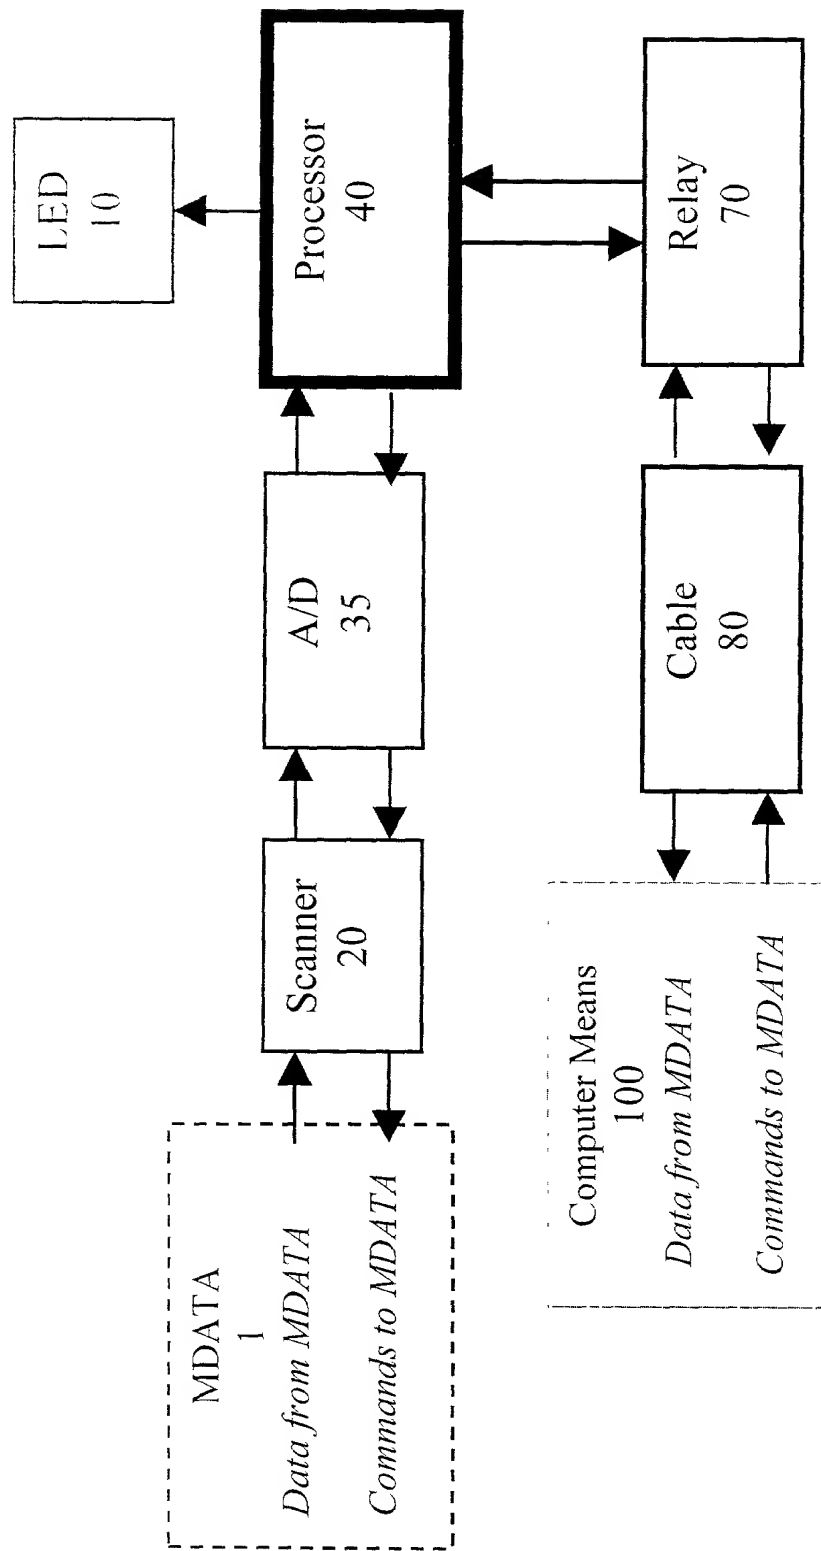 LED
10
MDATA
1
Data from MDATA
Commands to MDATA
Scanner
20
A/D
35
Processor
40
Computer Means
100
Data from MDATA
Commands to MDATA
Cable
80
Relay
70